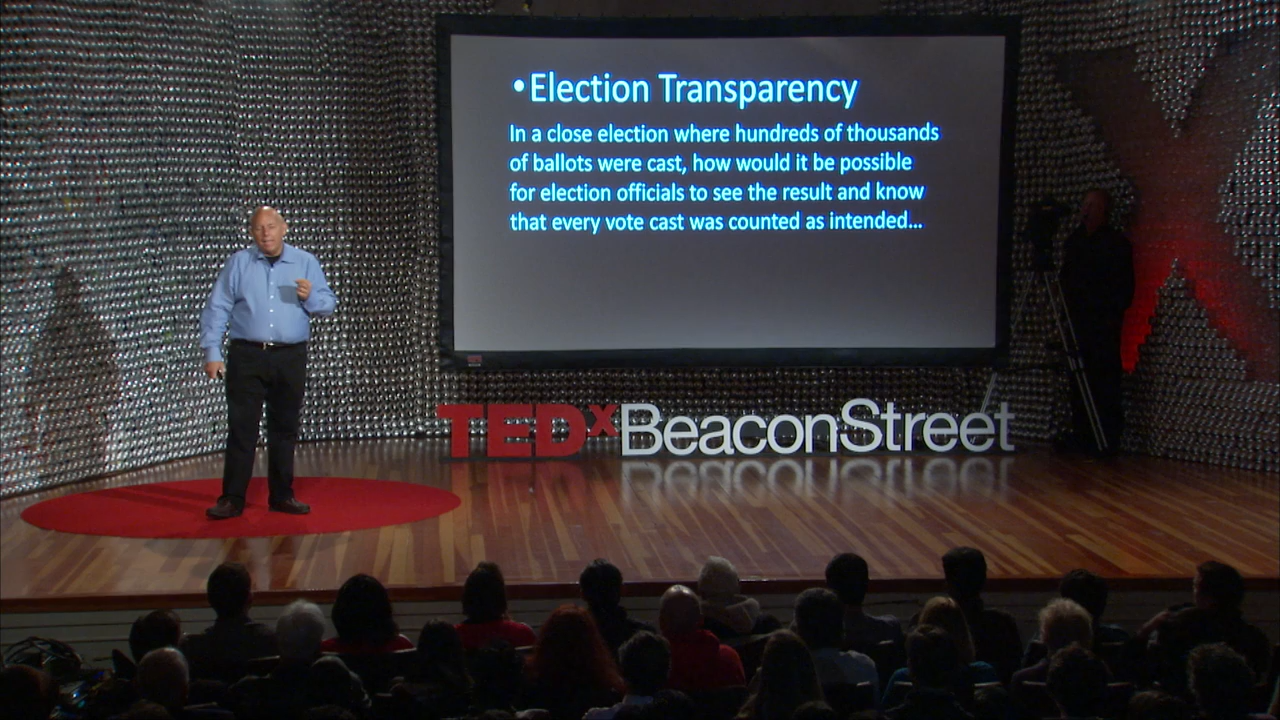 •Election Transparency
In a close election where hundreds of thousands
of ballots were cast, how would it be possible
for election officials to see the result and know
that every vote cast was counted as intended...
TEDxBeaconStreet